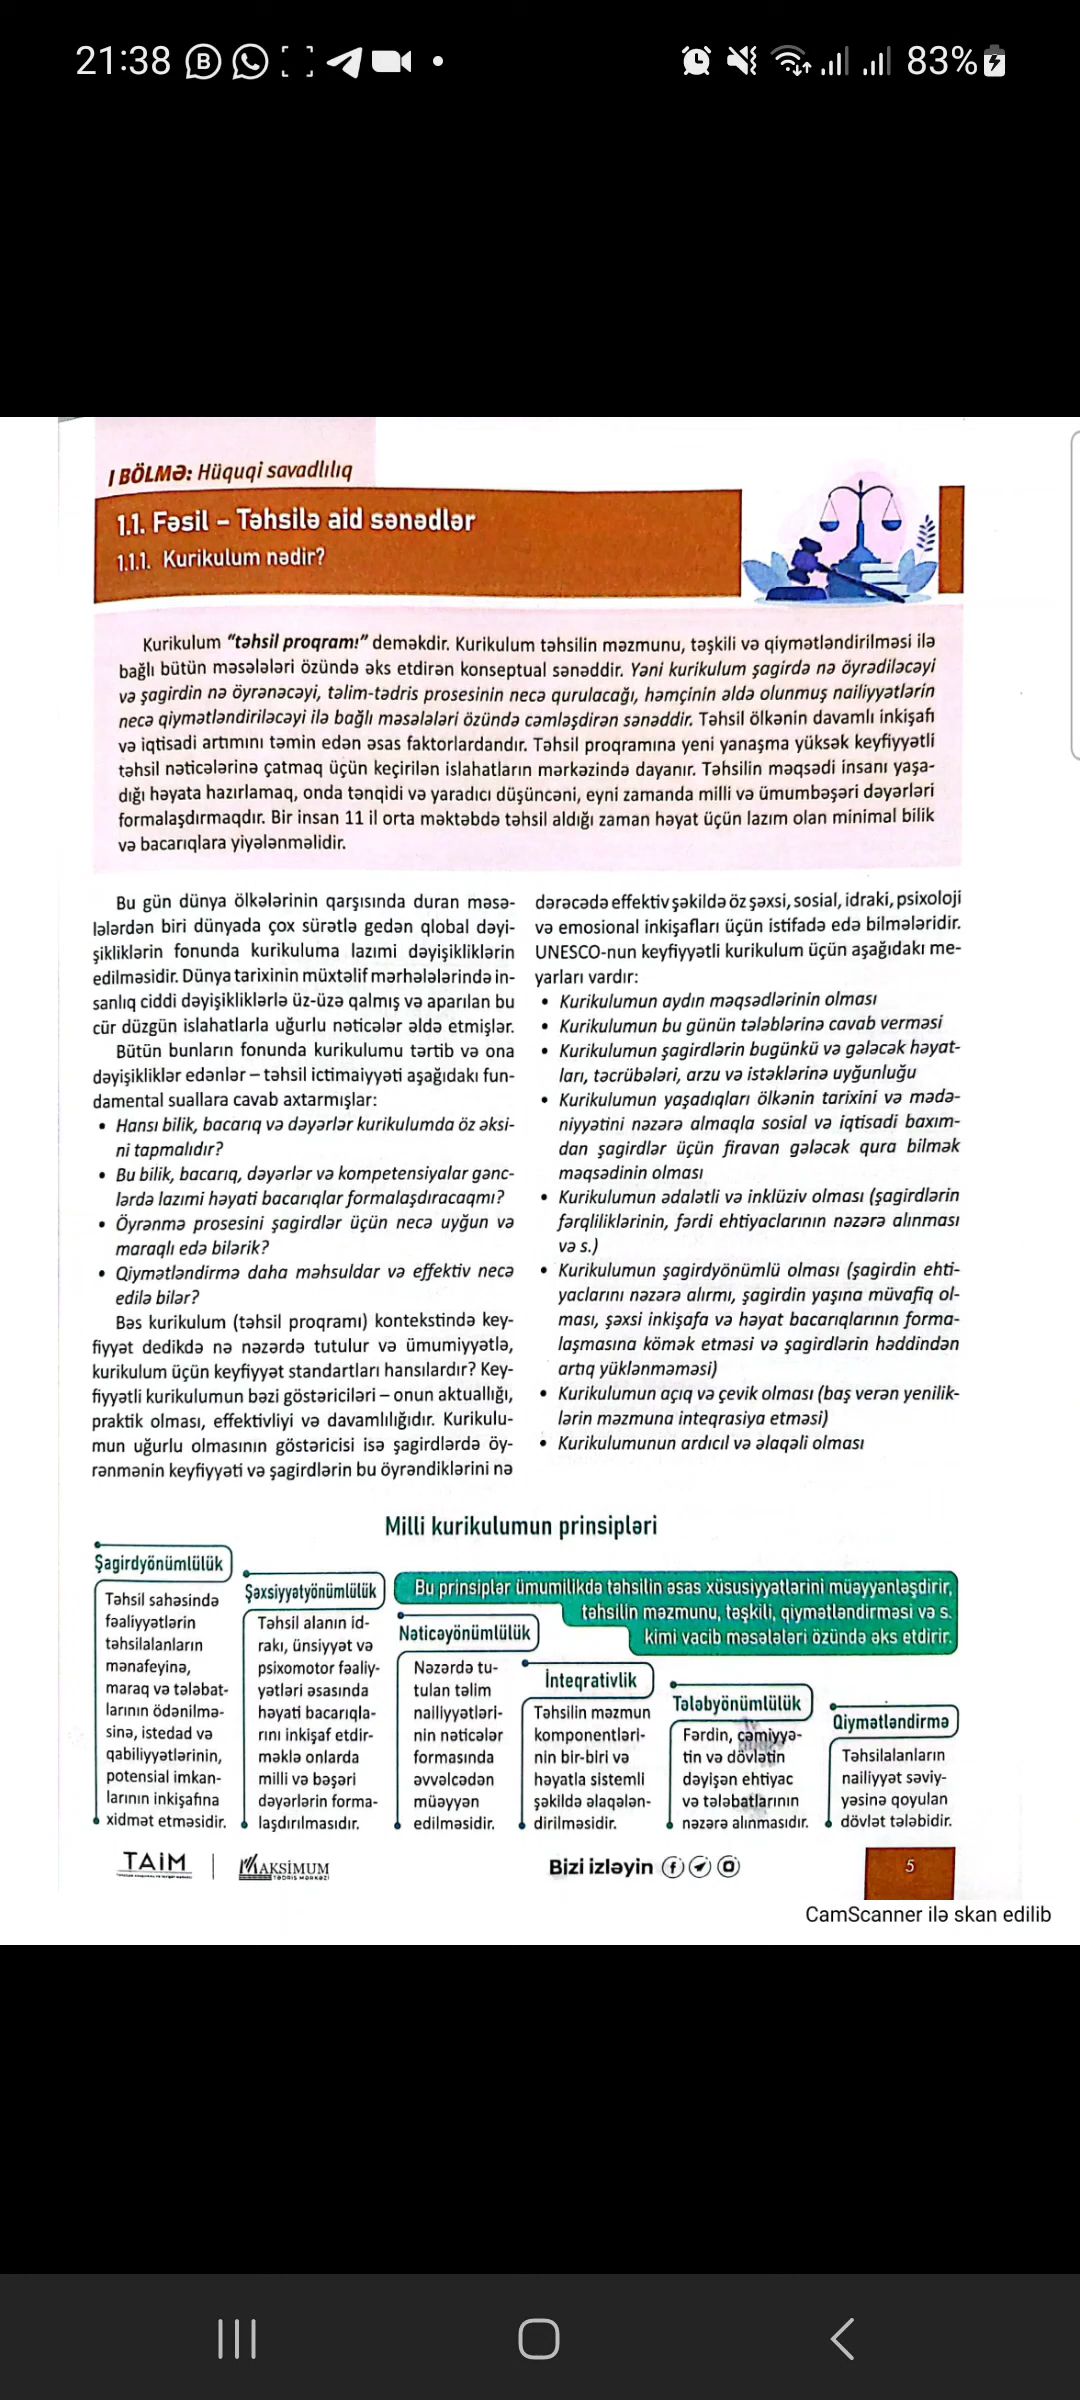 21:38
83%
I BÖLMƏ: Hüquqi savadlılıq
1.1. Fəsil – Təhsilə aid sənədlər
1.1.1. Kurikulum nədir?
Kurikulum “təhsil proqramı” deməkdir. Kurikulum təhsilin məzmunu, təşkili və qiymətləndirilməsi ilə
bağlı bütün məsələləri özündə əks etdirən konseptual sənəddir. Yəni kurikulum şagirdə nə öyrədiləcəyi
və şagirdin nə öyrənəcəyi, təlim-tədris prosesinin necə qurulacağı, həmçinin əldə olunmuş nailiyyətlərin
necə qiymətləndiriləcəyi ilə bağlı məsələləri özündə cəmləşdirən sənəddir. Təhsil ölkənin davamlı inkişafı
və iqtisadi artımını təmin edən əsas faktorlardandır. Təhsil proqramına yeni yanaşma yüksək keyfiyyətli
təhsil nəticələrinə çatmaq üçün keçirilən islahatların mərkəzində dayanır. Təhsilin məqsədi insanı yaşa-
dığı həyata hazırlamaq, onda tənqidi və yaradıcı düşüncəni, eyni zamanda milli və ümumbəşəri dəyərləri
formalaşdırmaqdır. Bir insan 11 il orta məktəbdə təhsil aldığı zaman həyat üçün lazım olan minimal bilik
və bacarıqlara yiyələnməlidir.
Bu gün dünya ölkələrinin qarşısında duran məsə-
lələrdən biri dünyada çox sürətlə gedən qlobal dəyi-
şikliklərin fonunda kurikuluma lazımi dəyişikliklərin
edilməsidir. Dünya tarixinin müxtəlif mərhələlərində in-
sanlıq ciddi dəyişikliklərlə üz-üzə qalmış və aparılan bu
cür düzgün islahatlarla uğurlu nəticələr əldə etmişlər.
Bütün bunların fonunda kurikulumu tərtib və ona
dəyişikliklər edənlər – təhsil ictimaiyyəti aşağıdakı fun-
damental suallara cavab axtarmışlar:
• Hansı bilik, bacarıq və dəyərlər kurikulumda öz əksi-
ni tapmalıdır?
• Bu bilik, bacarıq, dəyərlər və kompetensiyalar gənc-
lərdə lazımi həyati bacarıqlar formalaşdıracaqmı?
• Öyrənmə prosesini şagirdlər üçün necə uyğun və
maraqlı edə bilərik?
• Qiymətləndirmə daha məhsuldar və effektiv necə
edilə bilər?
Bəs kurikulum (təhsil proqramı) kontekstində key-
fiyyət dedikdə nə nəzərdə tutulur və ümumiyyətlə,
kurikulum üçün keyfiyyət standartları hansılardır? Key-
fiyyətli kurikulumun bəzi göstəriciləri – onun aktuallığı,
praktik olması, effektivliyi və davamlılığıdır. Kurikulu-
mun uğurlu olmasının göstəricisi isə şagirdlərdə öy-
rənmənin keyfiyyəti və şagirdlərin bu öyrəndiklərini nə
dərəcədə effektiv şəkildə öz şəxsi, sosial, idraki, psixoloji
və emosional inkişafları üçün istifadə edə bilmələridir.
UNESCO-nun keyfiyyətli kurikulum üçün aşağıdakı me-
yarları vardır:
• Kurikulumun aydın məqsədlərinin olması
• Kurikulumun bu günün tələblərinə cavab verməsi
• Kurikulumun şagirdlərin bugünkü və gələcək həyat-
ları, təcrübələri, arzu və istəklərinə uyğunluğu
• Kurikulumun yaşadıqları ölkənin tarixini və mədə-
niyyətini nəzərə almaqla sosial və iqtisadi baxım-
dan şagirdlər üçün firavan gələcək qura bilmək
məqsədinin olması
• Kurikulumun ədalətli və inklüziv olması (şagirdlərin
fərqliliklərinin, fərdi ehtiyaclarının nəzərə alınması
və s.)
• Kurikulumun şagirdyönümlü olması (şagirdin ehti-
yaclarını nəzərə alırmı, şagirdin yaşına müvafiq ol-
ması, şəxsi inkişafa və həyat bacarıqlarının forma-
laşmasına kömək etməsi və şagirdlərin həddindən
artıq yüklənməməsi)
• Kurikulumun açıq və çevik olması (baş verən yenilik-
lərin məzmuna inteqrasiya etməsi)
• Kurikulumunun ardıcıl və əlaqəli olması
Milli kurikulumun prinsipləri
Bu prinsiplər ümumilikdə təhsilin əsas xüsusiyyətlərini müəyyənləşdirir,
təhsilin məzmunu, təşkili, qiymətləndirməsi və s.
kimi vacib məsələləri özündə əks etdirir.
Şagirdyönümlülük
Təhsil sahəsində
fəaliyyətlərin
təhsilalanların
mənafeyinə,
maraq və tələbat-
larının ödənilmə-
sinə, istedad və
qabiliyyətlərinin,
potensial imkan-
larının inkişafına
xidmət etməsidir.
Şəxsiyyətyönümlülük
Təhsil alanın id-
rakı, ünsiyyət və
psixomotor fəaliy-
yətləri əsasında
həyati bacarıqla-
rını inkişaf etdir-
məklə onlarda
milli və bəşəri
dəyərlərin forma-
laşdırılmasıdır.
Nəticəyönümlülük
Nəzərdə tu-
tulan təlim
nailiyyətləri-
nin nəticələr
formasında
əvvəlcədən
müəyyən
edilməsidir.
İnteqrativlik
Təhsilin məzmun
komponentləri-
nin bir-biri və
həyatla sistemli
şəkildə əlaqələn-
dirilməsidir.
Tələbyönümlülük
Fərdin, cəmiyyə-
tin və dövlətin
dəyişən ehtiyac
və tələbatlarının
nəzərə alınmasıdır.
Qiymətləndirmə
Təhsilalanların
nailiyyət səviy-
yəsinə qoyulan
dövlət tələbidir.
TAİM
MAKSİMUM
TƏDRİS MƏRKƏZİ
Bizi izləyin
5
CamScanner ilə skan edilib